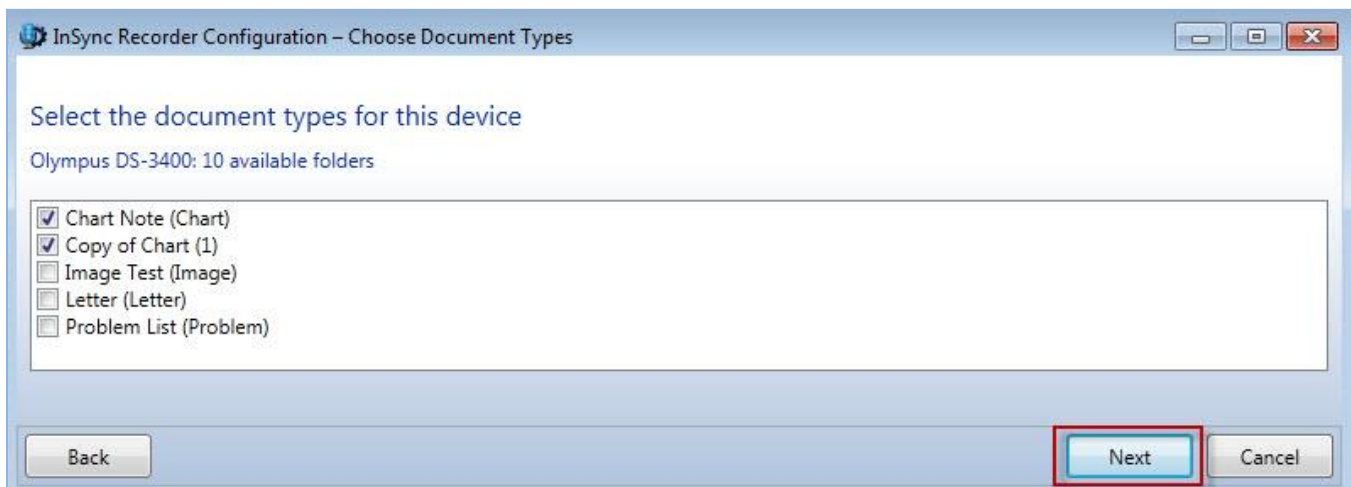 InSync Recorder Configuration – Choose Document Types
Select the document types for this device
Olympus DS-3400: 10 available folders
Chart Note (Chart)
Copy of Chart (1)
Image Test (Image)
Letter (Letter)
Problem List (Problem)
Back Next Cancel